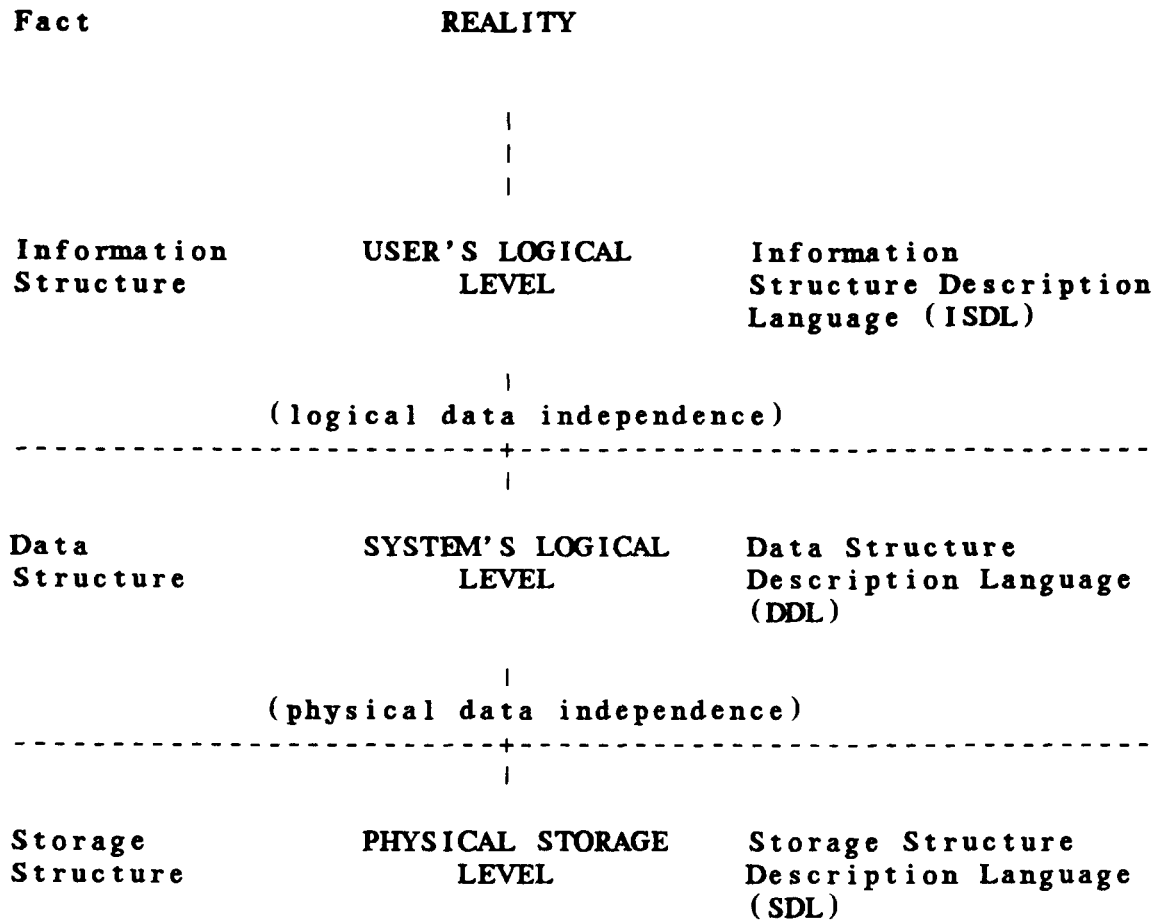 Fact REALITY
|
|
|
Information USER'S LOGICAL Information
Structure LEVEL Structure Description
Language (ISDL)
|
(logical data independence)
-------------------------+--------------------------------
|
Data SYSTEM'S LOGICAL Data Structure
Structure LEVEL Description Language
(DDL)
|
(physical data independence)
-------------------------+--------------------------------
|
Storage PHYSICAL STORAGE Storage Structure
Structure LEVEL Description Language
(SDL)